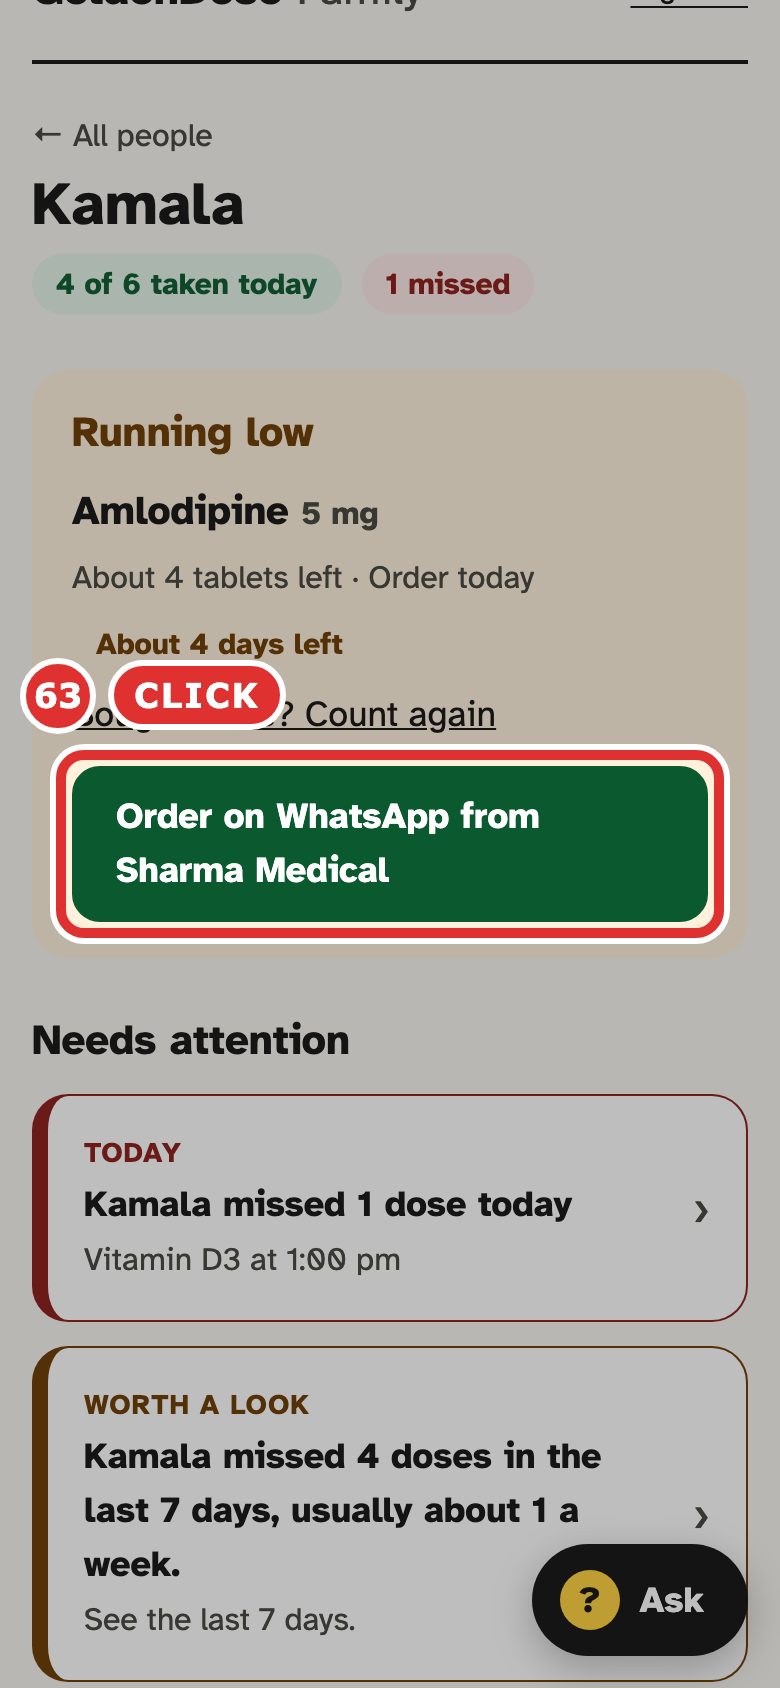 ← All people
Kamala
4 of 6 taken today
1 missed
Running low
Amlodipine 5 mg
About 4 tablets left · Order today
About 4 days left
63 CLICK
? Count again
Order on WhatsApp from
Sharma Medical
Needs attention
TODAY
Kamala missed 1 dose today
›
Vitamin D3 at 1:00 pm
WORTH A LOOK
Kamala missed 4 doses in the
last 7 days, usually about 1 a
›
week.
See the last 7 days.
? Ask